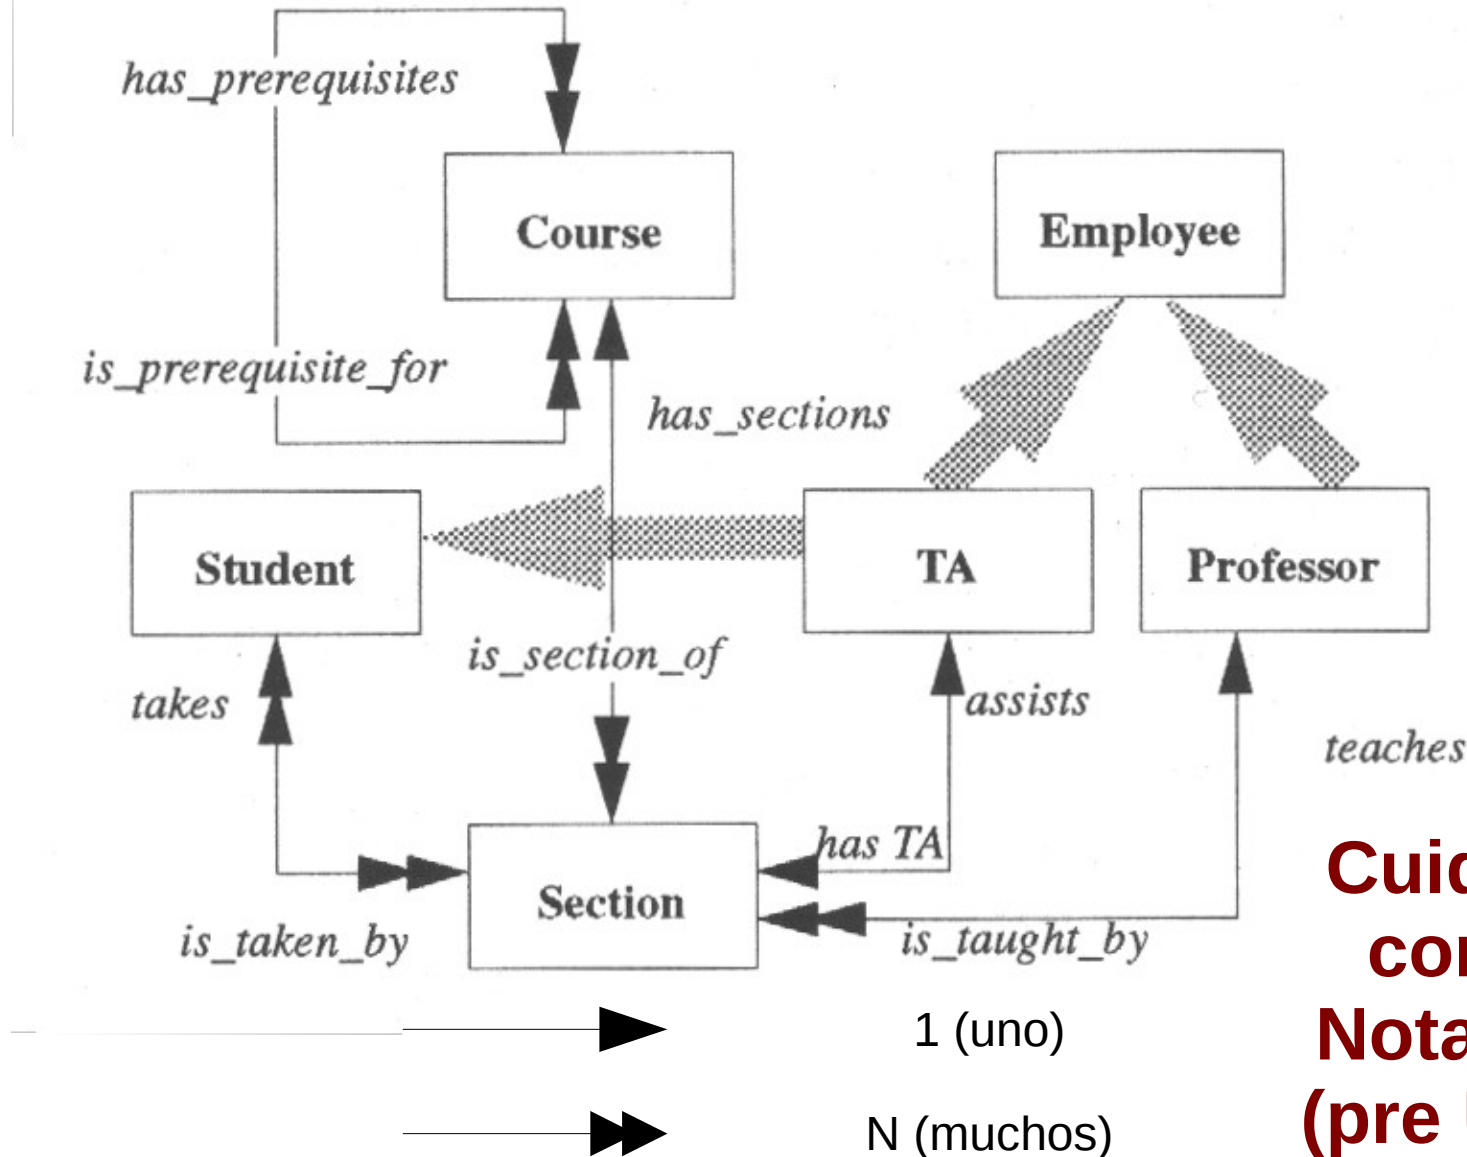 has_prerequisites
Course
Employee
is_prerequisite_for
has_sections
Student
TA
Professor
is_section_of
takes
assists
teaches
has TA
Section
is_taken_by
is_taught_by
1 (uno)
N (muchos)
(pre